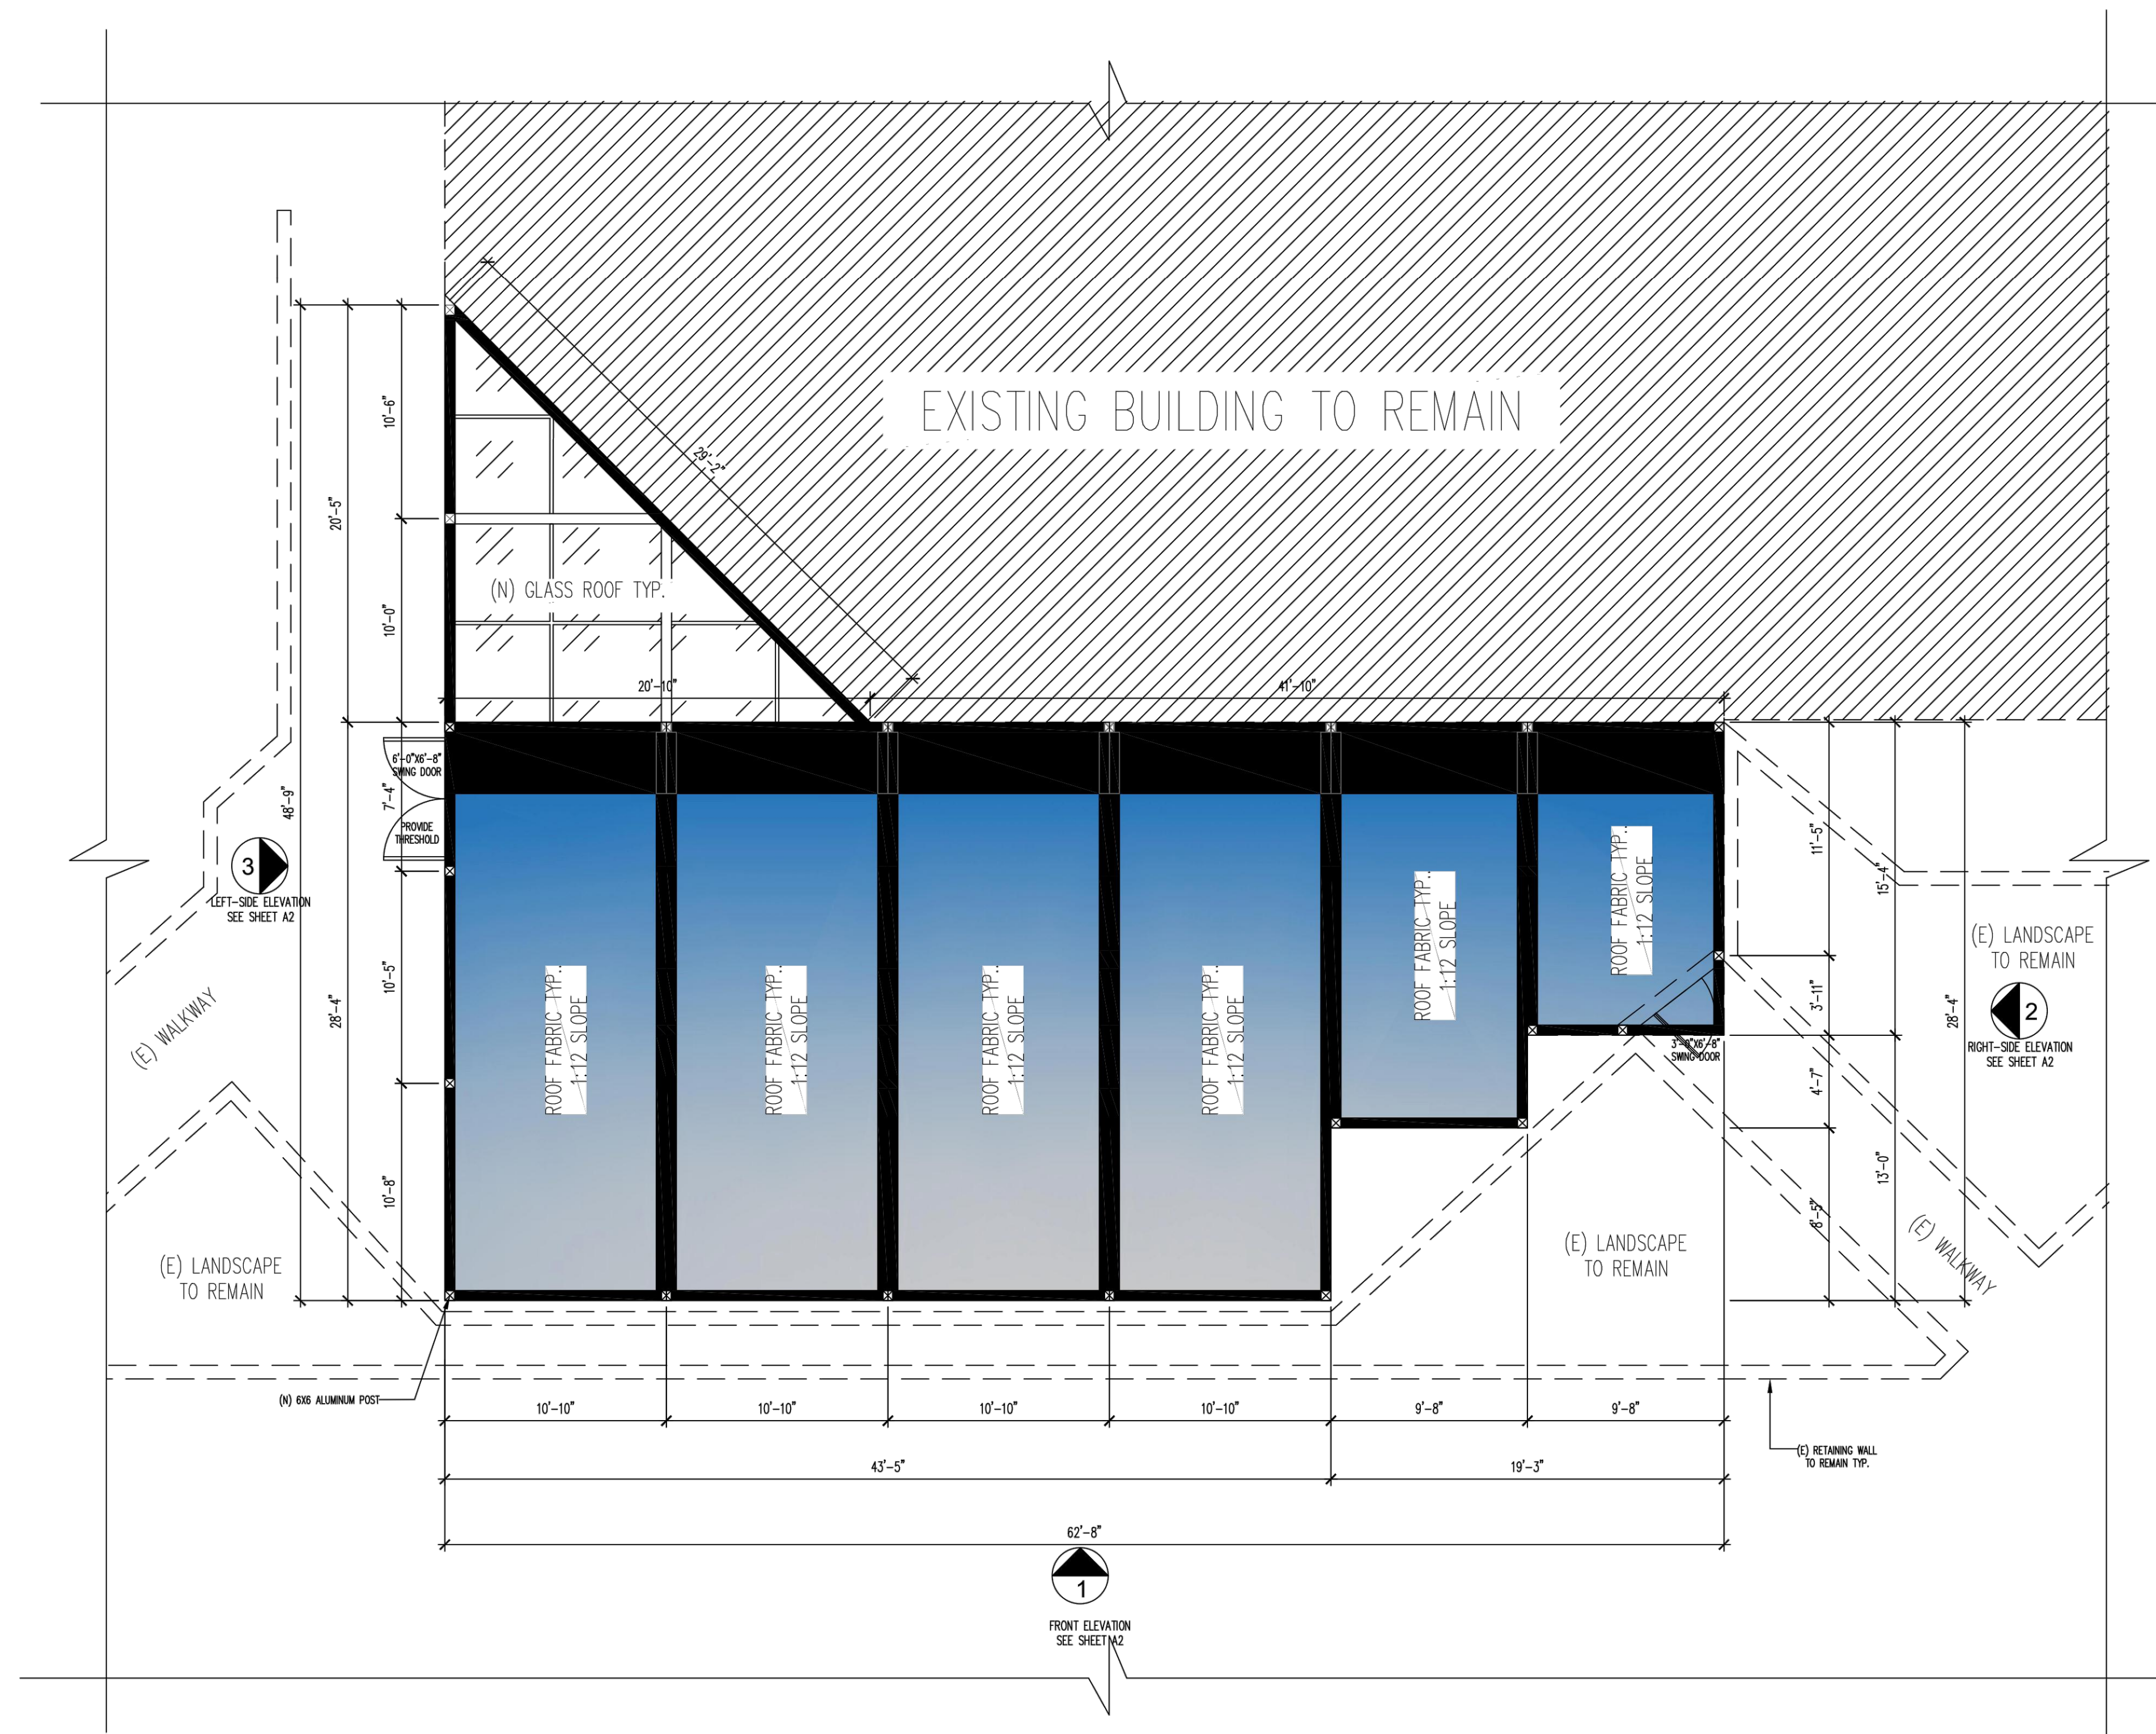 EXISTING BUILDING TO REMAIN
29'-2"
10'-6"
20'-5"
(N) GLASS ROOF TYP.
10'-0"
20'-10"
41'-10"
6'-0"X6'-8"
SWING DOOR
7'-4"
48'-9"
PROVIDE
THRESHOLD
3
LEFT-SIDE ELEVATION
SEE SHEET A2
10'-5"
28'-4"
(E) WALKWAY
10'-8"
(E) LANDSCAPE
TO REMAIN
ROOF FABRIC TYP..
1:12 SLOPE
ROOF FABRIC TYP..
1:12 SLOPE
ROOF FABRIC TYP..
1:12 SLOPE
ROOF FABRIC TYP..
1:12 SLOPE
ROOF FABRIC TYP..
1:12 SLOPE
ROOF FABRIC TYP..
1:12 SLOPE
11'-5"
15'-4"
3'-11"
28'-4"
(E) LANDSCAPE
TO REMAIN
2
RIGHT-SIDE ELEVATION
SEE SHEET A2
3'-0"X6'-8"
SWING DOOR
4'-7"
13'-0"
8'-5"
(E) WALKWAY
(E) LANDSCAPE
TO REMAIN
(N) 6X6 ALUMINUM POST
10'-10"
10'-10"
10'-10"
10'-10"
9'-8"
9'-8"
(E) RETAINING WALL
TO REMAIN TYP.
43'-5"
19'-3"
62'-8"
1
FRONT ELEVATION
SEE SHEET A2